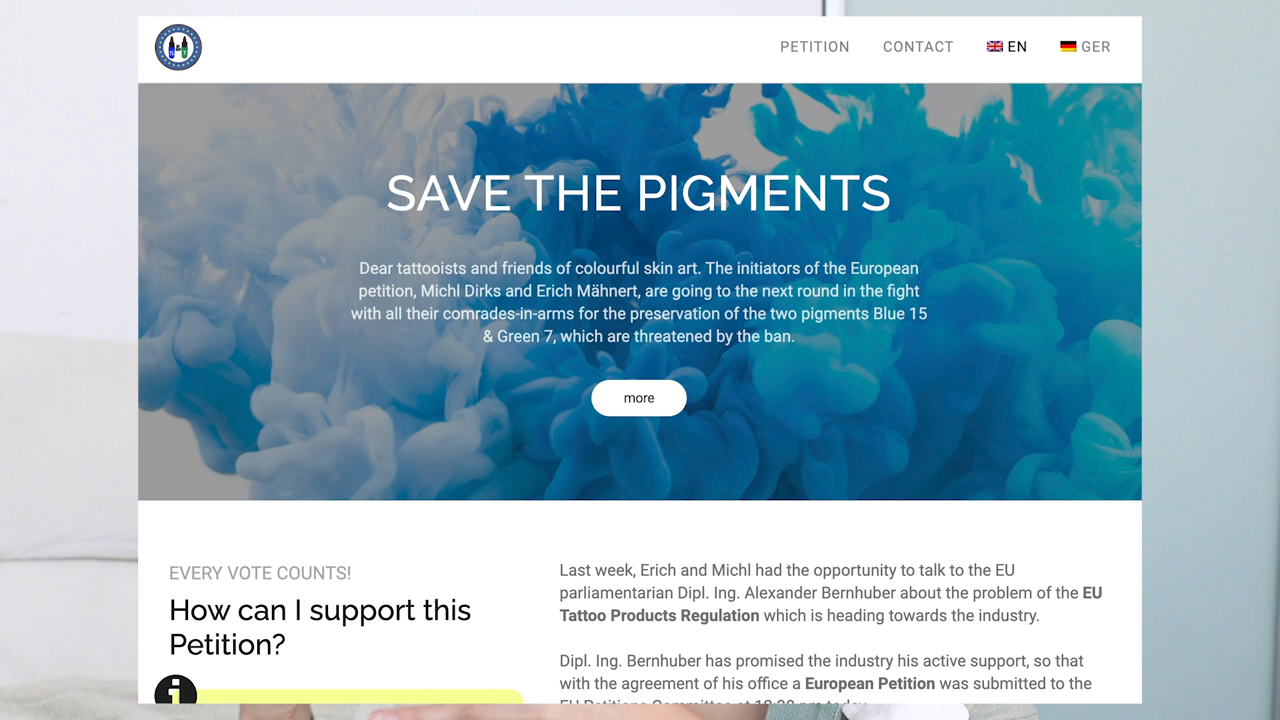 PETITION
CONTACT
EN
GER
SAVE THE PIGMENTS
Dear tattooists and friends of colourful skin art. The initiators of the European
petition, Michl Dirks and Erich Mähnert, are going to the next round in the fight
with all their comrades-in-arms for the preservation of the two pigments Blue 15
& Green 7, which are threatened by the ban.
more
EVERY VOTE COUNTS!
How can I support this
Petition?
Last week, Erich and Michl had the opportunity to talk to the EU
parliamentarian Dipl. Ing. Alexander Bernhuber about the problem of the EU
Tattoo Products Regulation which is heading towards the industry.
Dipl. Ing. Bernhuber has promised the industry his active support, so that
with the agreement of his office a European Petition was submitted to the
EU Petitions Committee at